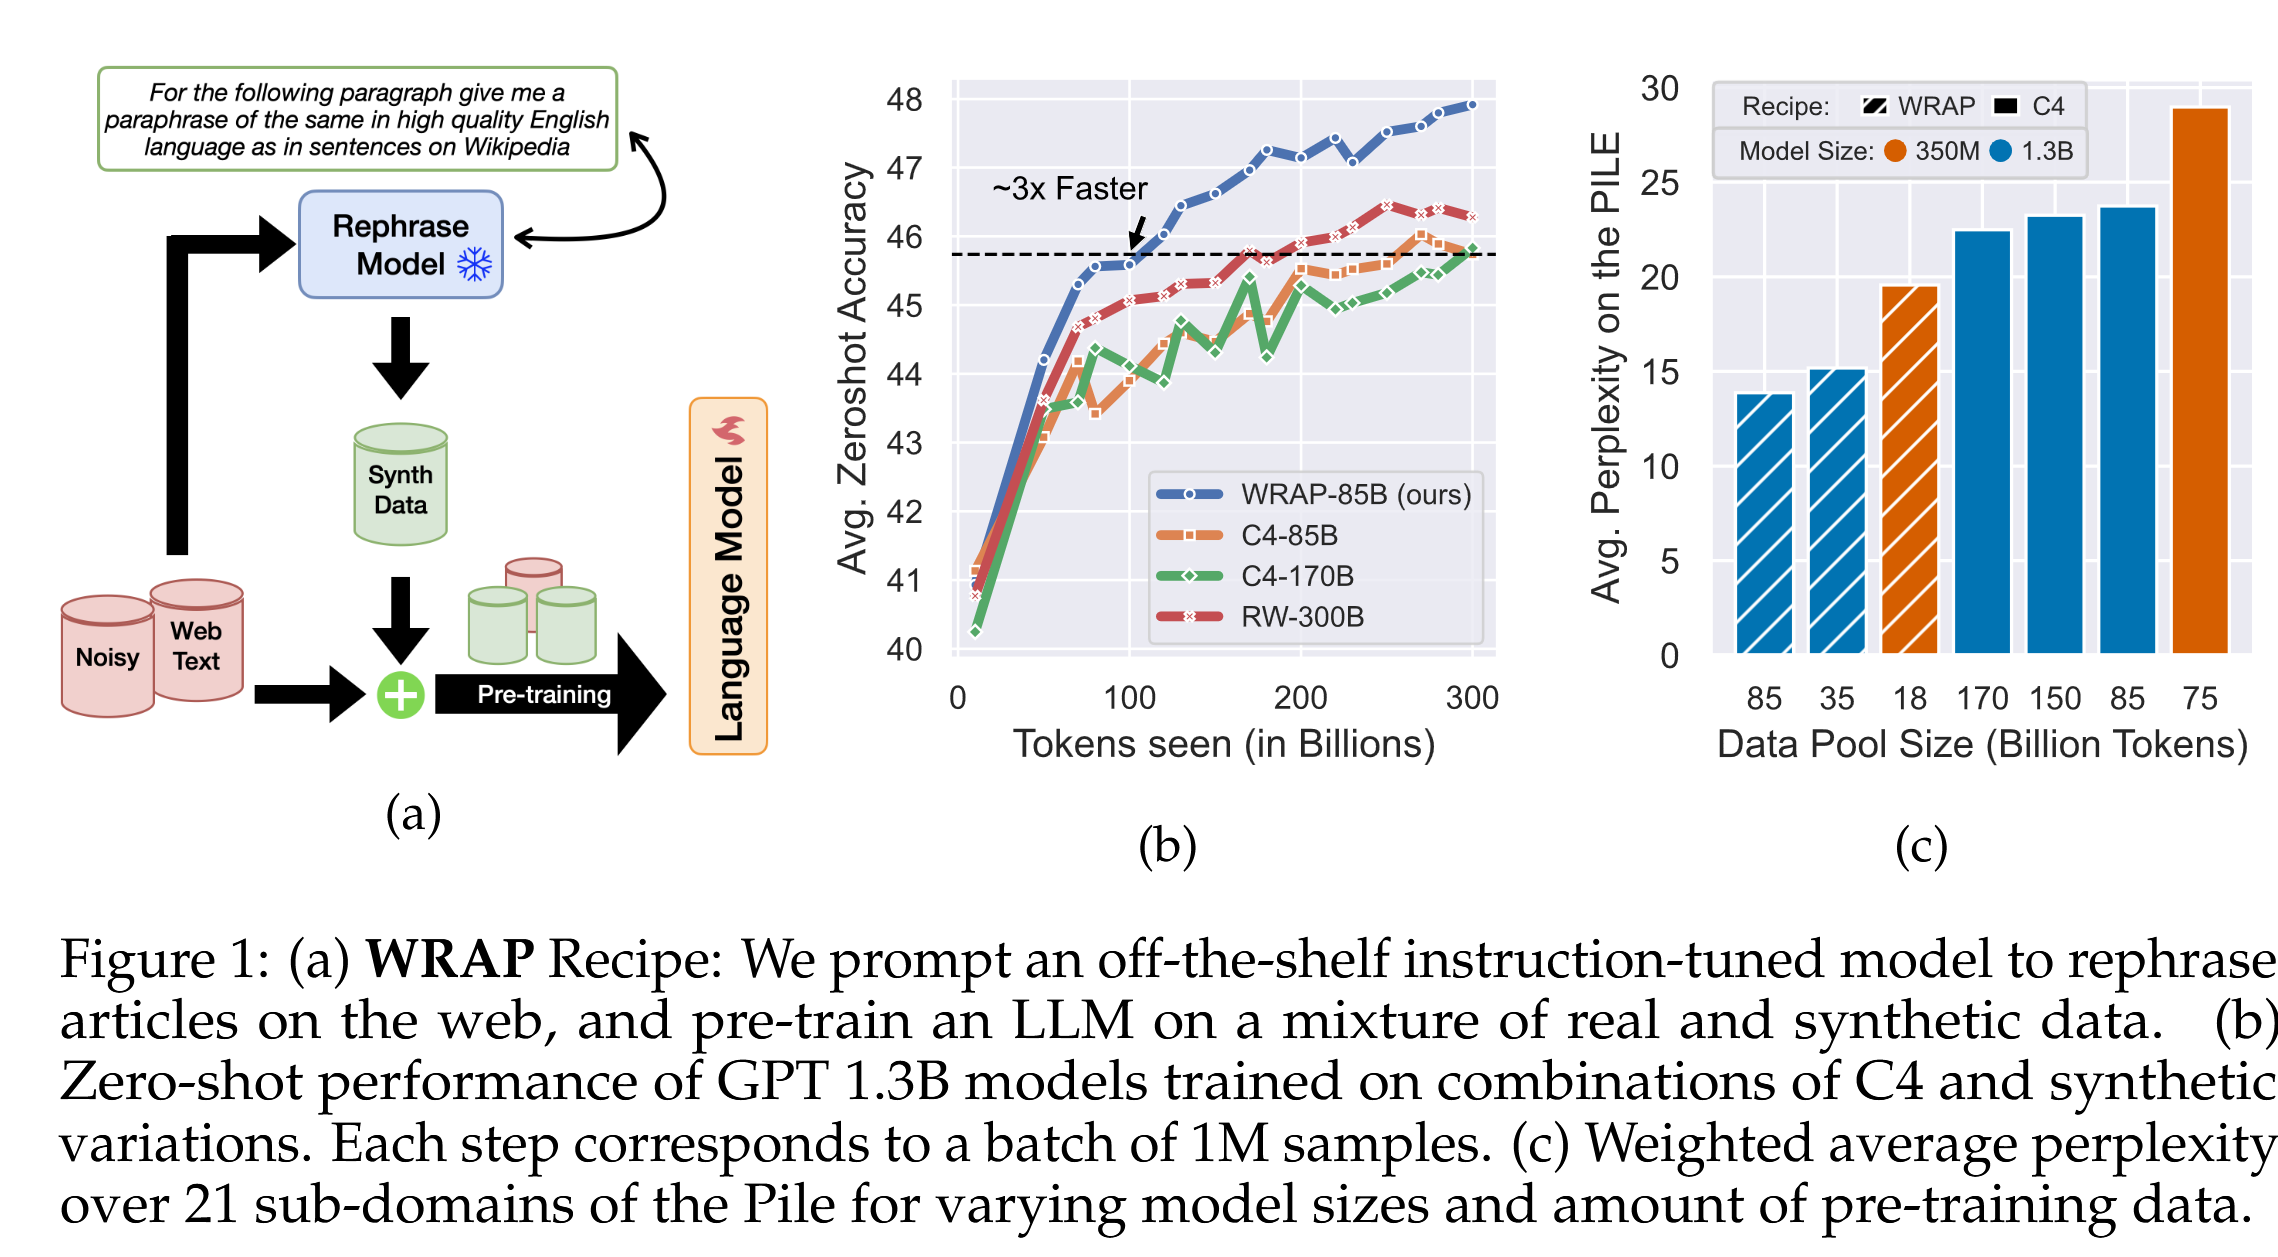 For the following paragraph give me a
paraphrase of the same in high quality English
language as in sentences on Wikipedia
Rephrase
Model
Synth
Data
Noisy
Web
Text
Pre-training
Language Model
(a)
Avg. Zeroshot Accuracy
48
47
46
45
44
43
42
41
40
~3x Faster
WRAP-85B (ours)
C4-85B
C4-170B
RW-300B
0 100 200 300
Tokens seen (in Billions)
(b)
Avg. Perplexity on the PILE
30
25
20
15
10
5
0
Recipe: WRAP C4
Model Size: 350M 1.3B
85 35 18 170 150 85 75
Data Pool Size (Billion Tokens)
(c)
Figure 1: (a) WRAP Recipe: We prompt an off-the-shelf instruction-tuned model to rephrase
articles on the web, and pre-train an LLM on a mixture of real and synthetic data. (b)
Zero-shot performance of GPT 1.3B models trained on combinations of C4 and synthetic
variations. Each step corresponds to a batch of 1M samples. (c) Weighted average perplexity
over 21 sub-domains of the Pile for varying model sizes and amount of pre-training data.